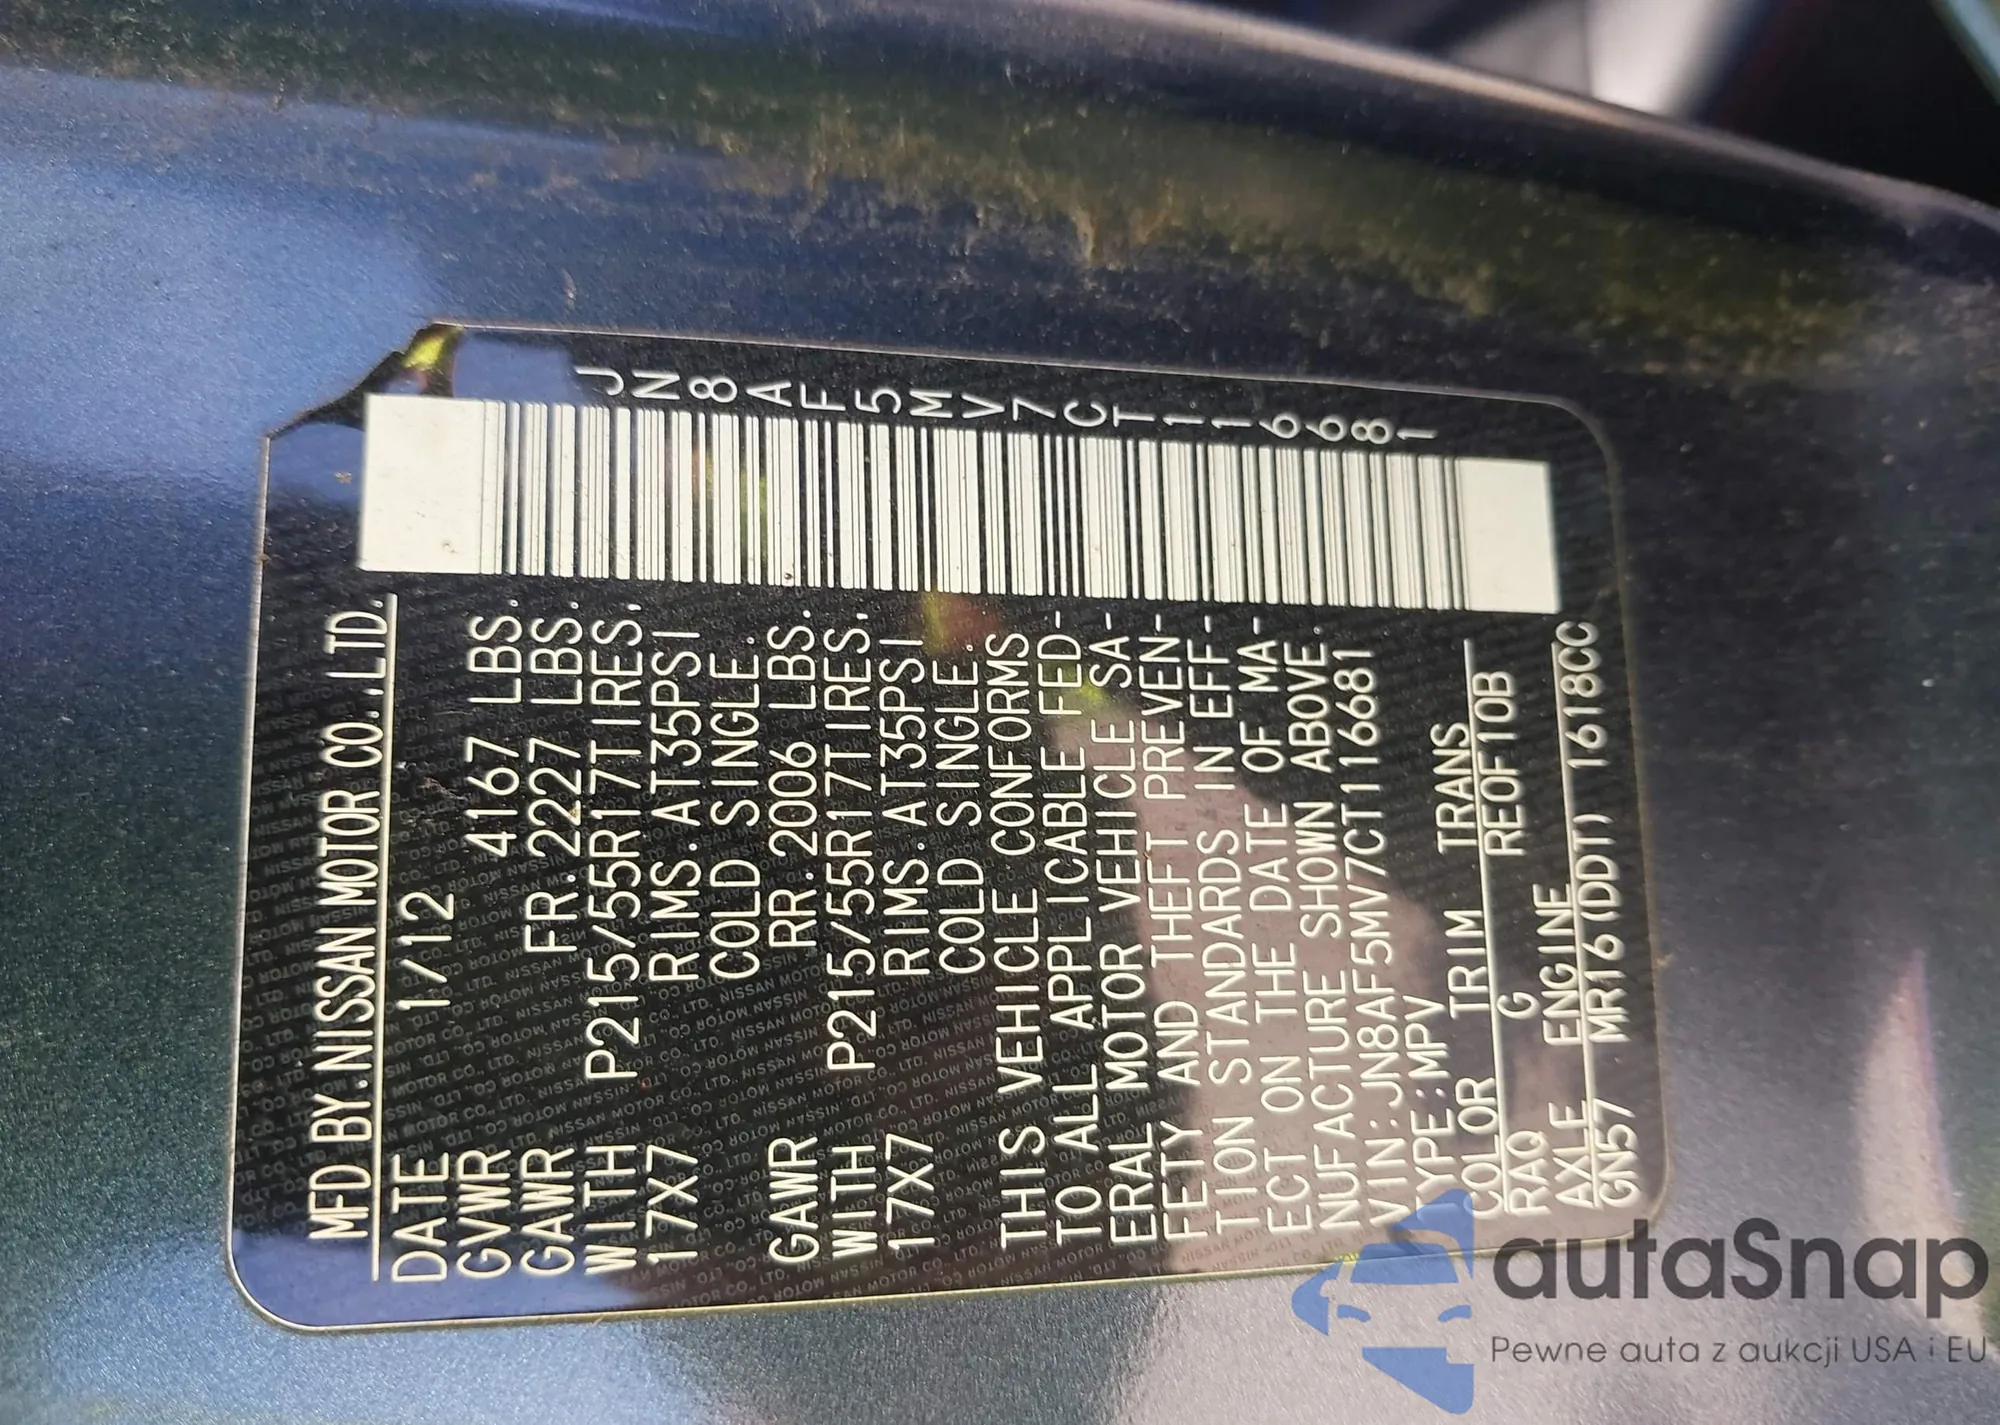 MFD BY.NISSAN MOTOR CO.,LTD.
DATE 1/12
GVWR 4167 LBS.
GAWR FR.2227 LBS.
WITH P215/55R17TIRES,
17X7 RIMS.AT35PSI
COLD SINGLE.
GAWR RR.2006 LBS.
WITH P215/55R17TIRES,
17X7 RIMS.AT35PSI
COLD SINGLE.
THIS VEHICLE CONFORMS
TO ALL APPLICABLE FED-
ERAL MOTOR VEHICLE SA-
FETY AND THEFT PREVEN-
TION STANDARDS IN EFF-
ECT ON THE DATE OF MA-
NUFACTURE SHOWN ABOVE.
VIN:JN8AF5MV7CT116681
TYPE:MPV
COLOR TRIM TRANS
RAQ G REOF10B
AXLE ENGINE
GN57 MR16(DDT) 1618CC
JN8AF5MV7CT116681
autaSnap
Pewne auta z aukcji USA i EU